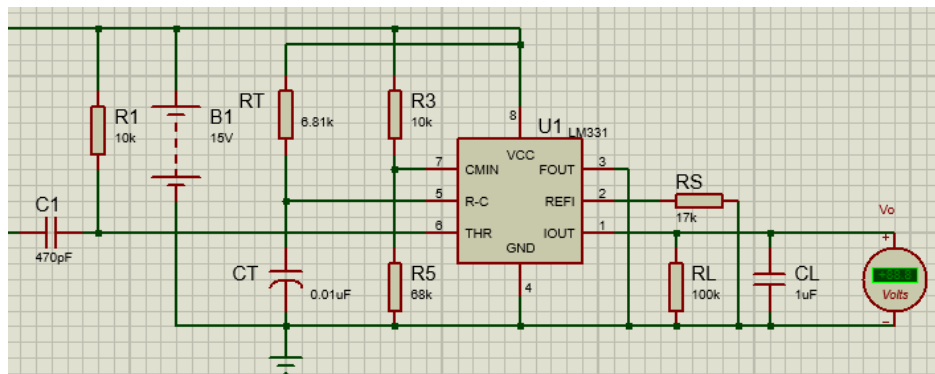 R1
10k
B1
15V
RT
6.81k
R3
10k
8
U1
LM331
VCC
7
CMIN
FOUT
3
5
R-C
REFI
2
6
THR
IOUT
1
GND
4
RS
17k
C1
470pF
CT
0.01uF
R5
68k
RL
100k
CL
1uF
Vo
+
Volts
-